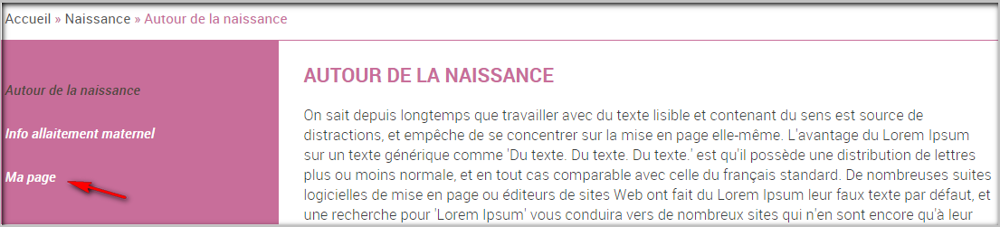 Accueil » Naissance » Autour de la naissance
Autour de la naissance
Info allaitement maternel
Ma page
AUTOUR DE LA NAISSANCE
On sait depuis longtemps que travailler avec du texte lisible et contenant du sens est source de
distractions, et empêche de se concentrer sur la mise en page elle-même. L'avantage du Lorem Ipsum
sur un texte générique comme 'Du texte. Du texte. Du texte.' est qu'il possède une distribution de lettres
plus ou moins normale, et en tout cas comparable avec celle du français standard. De nombreuses suites
logicielles de mise en page ou éditeurs de sites Web ont fait du Lorem Ipsum leur faux texte par défaut, et
une recherche pour 'Lorem Ipsum' vous conduira vers de nombreux sites qui n'en sont encore qu'à leur